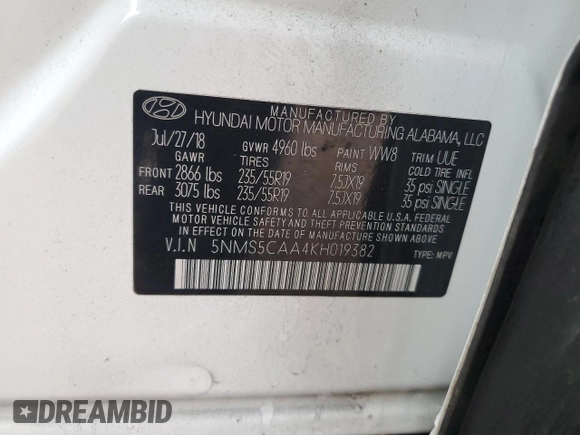 MANUFACTURED BY
HYUNDAI MOTOR MANUFACTURING ALABAMA, LLC
Jul/27/18 GVWR 4960 lbs PAINT WW8 TRIM UUE
GAWR TIRES RIMS COLD TIRE INFL
FRONT 2866 lbs 235/55R19 7.5JX19 35 psi SINGLE
REAR 3075 lbs 235/55R19 7.5JX19 35 psi SINGLE
THIS VEHICLE CONFORMS TO ALL APPLICABLE U.S.A. FEDERAL
MOTOR VEHICLE SAFETY, BUMPER, AND THEFT PREVENTION STANDARDS
IN EFFECT ON THE DATE OF MANUFACTURE SHOWN ABOVE.
V.I.N 5NMS5CAA4KH019382 TYPE: MPV
DREAMBID